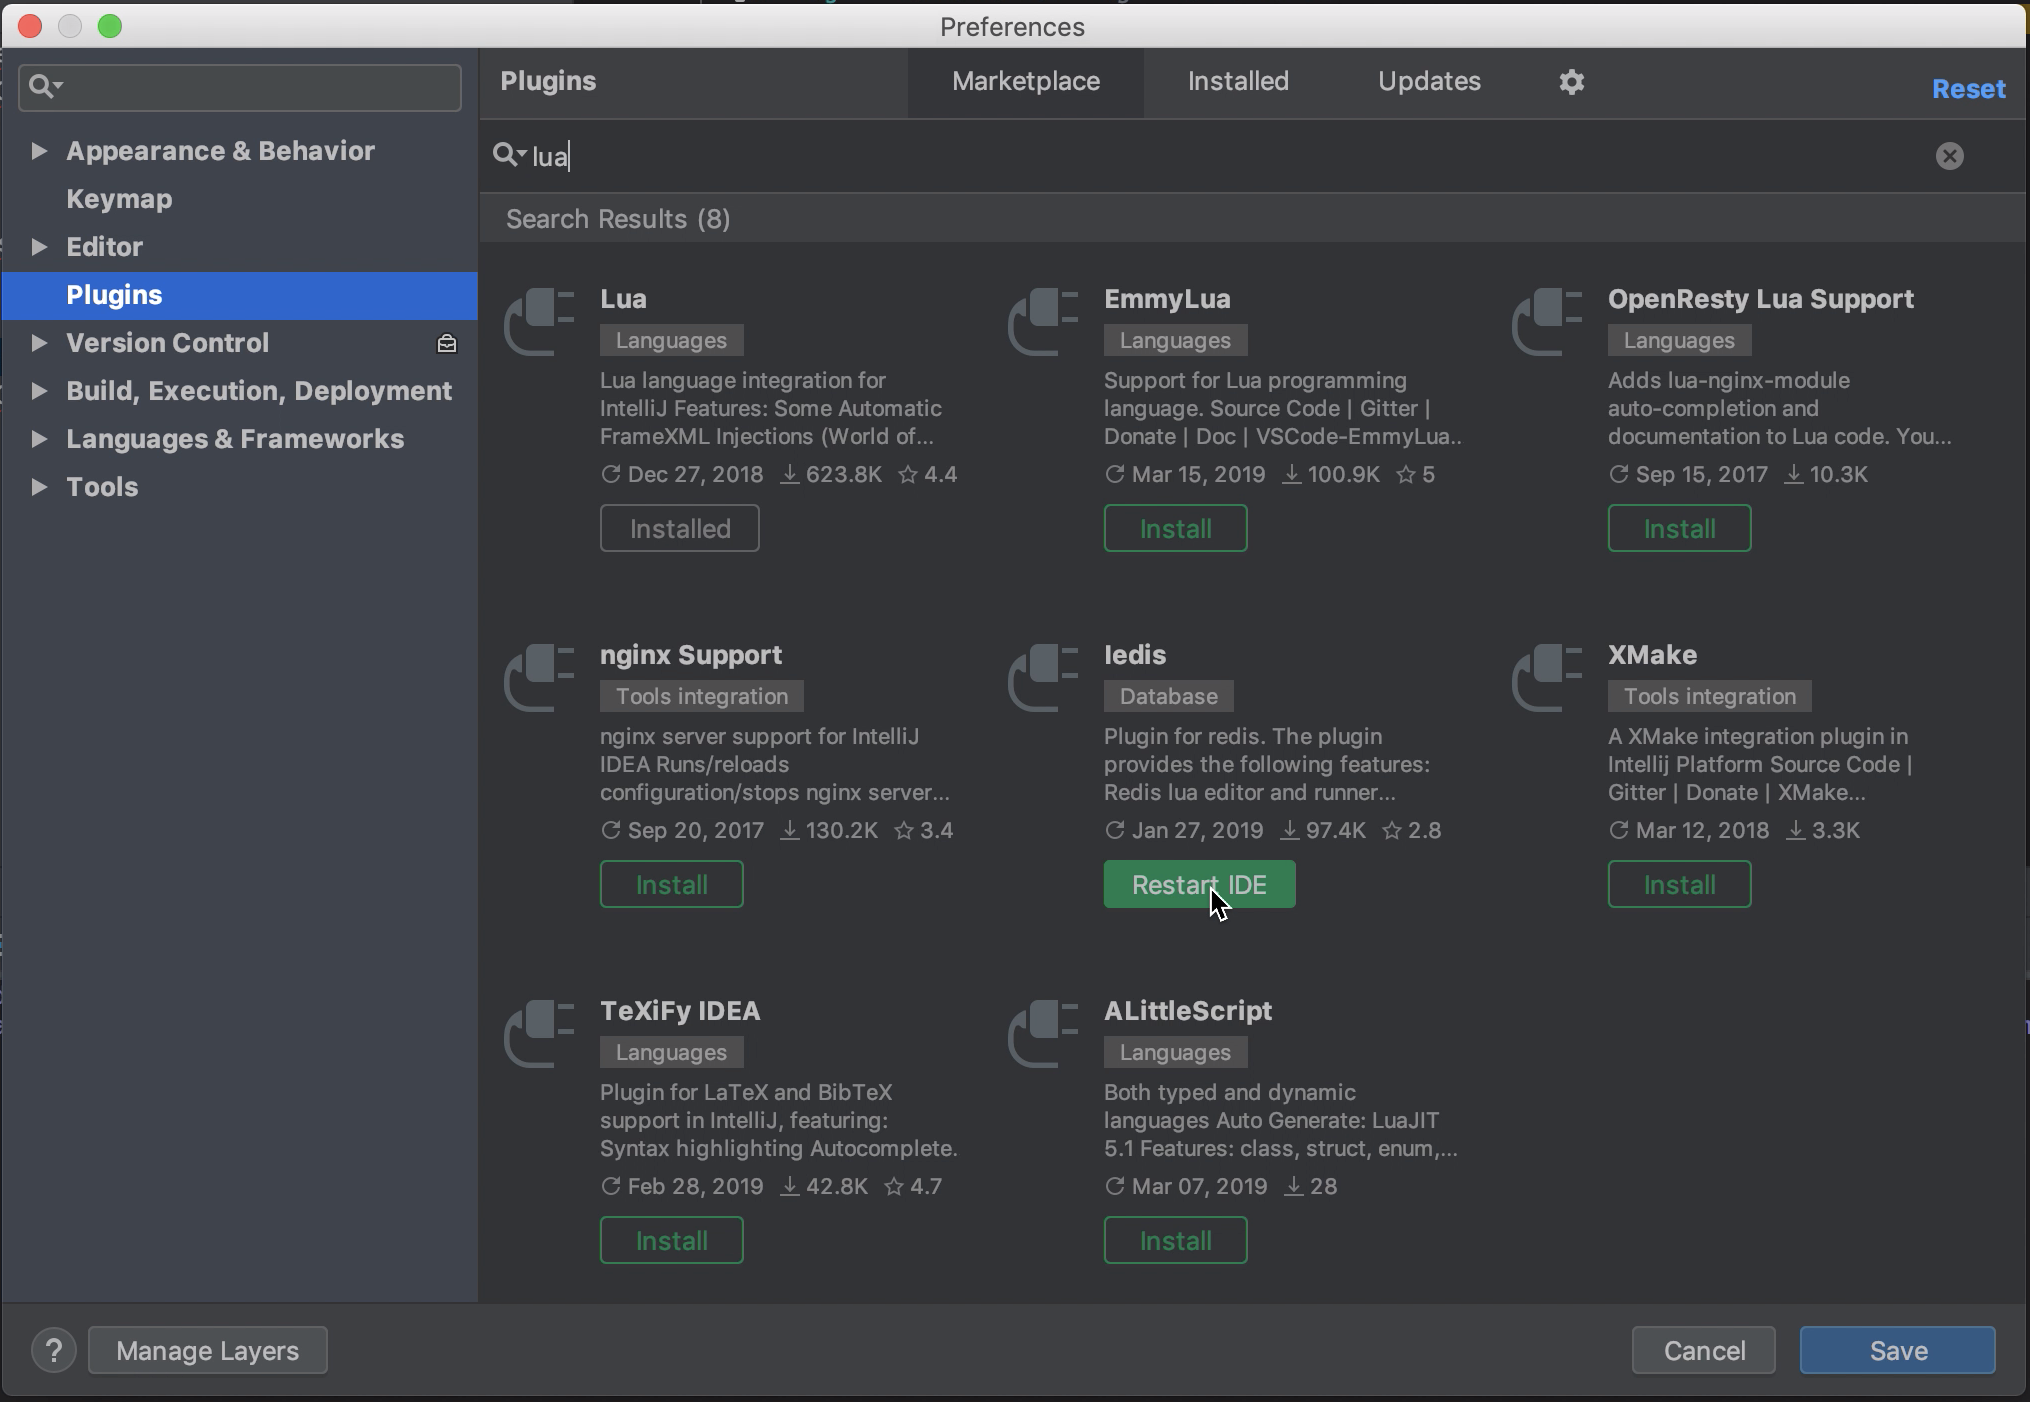 Preferences
Plugins
Marketplace
Installed
Updates
Reset
lua
Search Results (8)
Appearance & Behavior
Keymap
Editor
Plugins
Version Control
Build, Execution, Deployment
Languages & Frameworks
Tools
Lua
Languages
Lua language integration for
IntelliJ Features: Some Automatic
FrameXML Injections (World of...
Dec 27, 2018 623.8K 4.4
Installed
EmmyLua
Languages
Support for Lua programming
language. Source Code | Gitter |
Donate | Doc | VSCode-EmmyLua..
Mar 15, 2019 100.9K 5
Install
OpenResty Lua Support
Languages
Adds lua-nginx-module
auto-completion and
documentation to Lua code. You...
Sep 15, 2017 10.3K
Install
nginx Support
Tools integration
nginx server support for IntelliJ
IDEA Runs/reloads
configuration/stops nginx server...
Sep 20, 2017 130.2K 3.4
Install
Iedis
Database
Plugin for redis. The plugin
provides the following features:
Redis lua editor and runner...
Jan 27, 2019 97.4K 2.8
Restart IDE
XMake
Tools integration
A XMake integration plugin in
Intellij Platform Source Code |
Gitter | Donate | XMake...
Mar 12, 2018 3.3K
Install
TeXiFy IDEA
Languages
Plugin for LaTeX and BibTeX
support in IntelliJ, featuring:
Syntax highlighting Autocomplete.
Feb 28, 2019 42.8K 4.7
Install
ALittleScript
Languages
Both typed and dynamic
languages Auto Generate: LuaJIT
5.1 Features: class, struct, enum,...
Mar 07, 2019 28
Install
?
Manage Layers
Cancel
Save